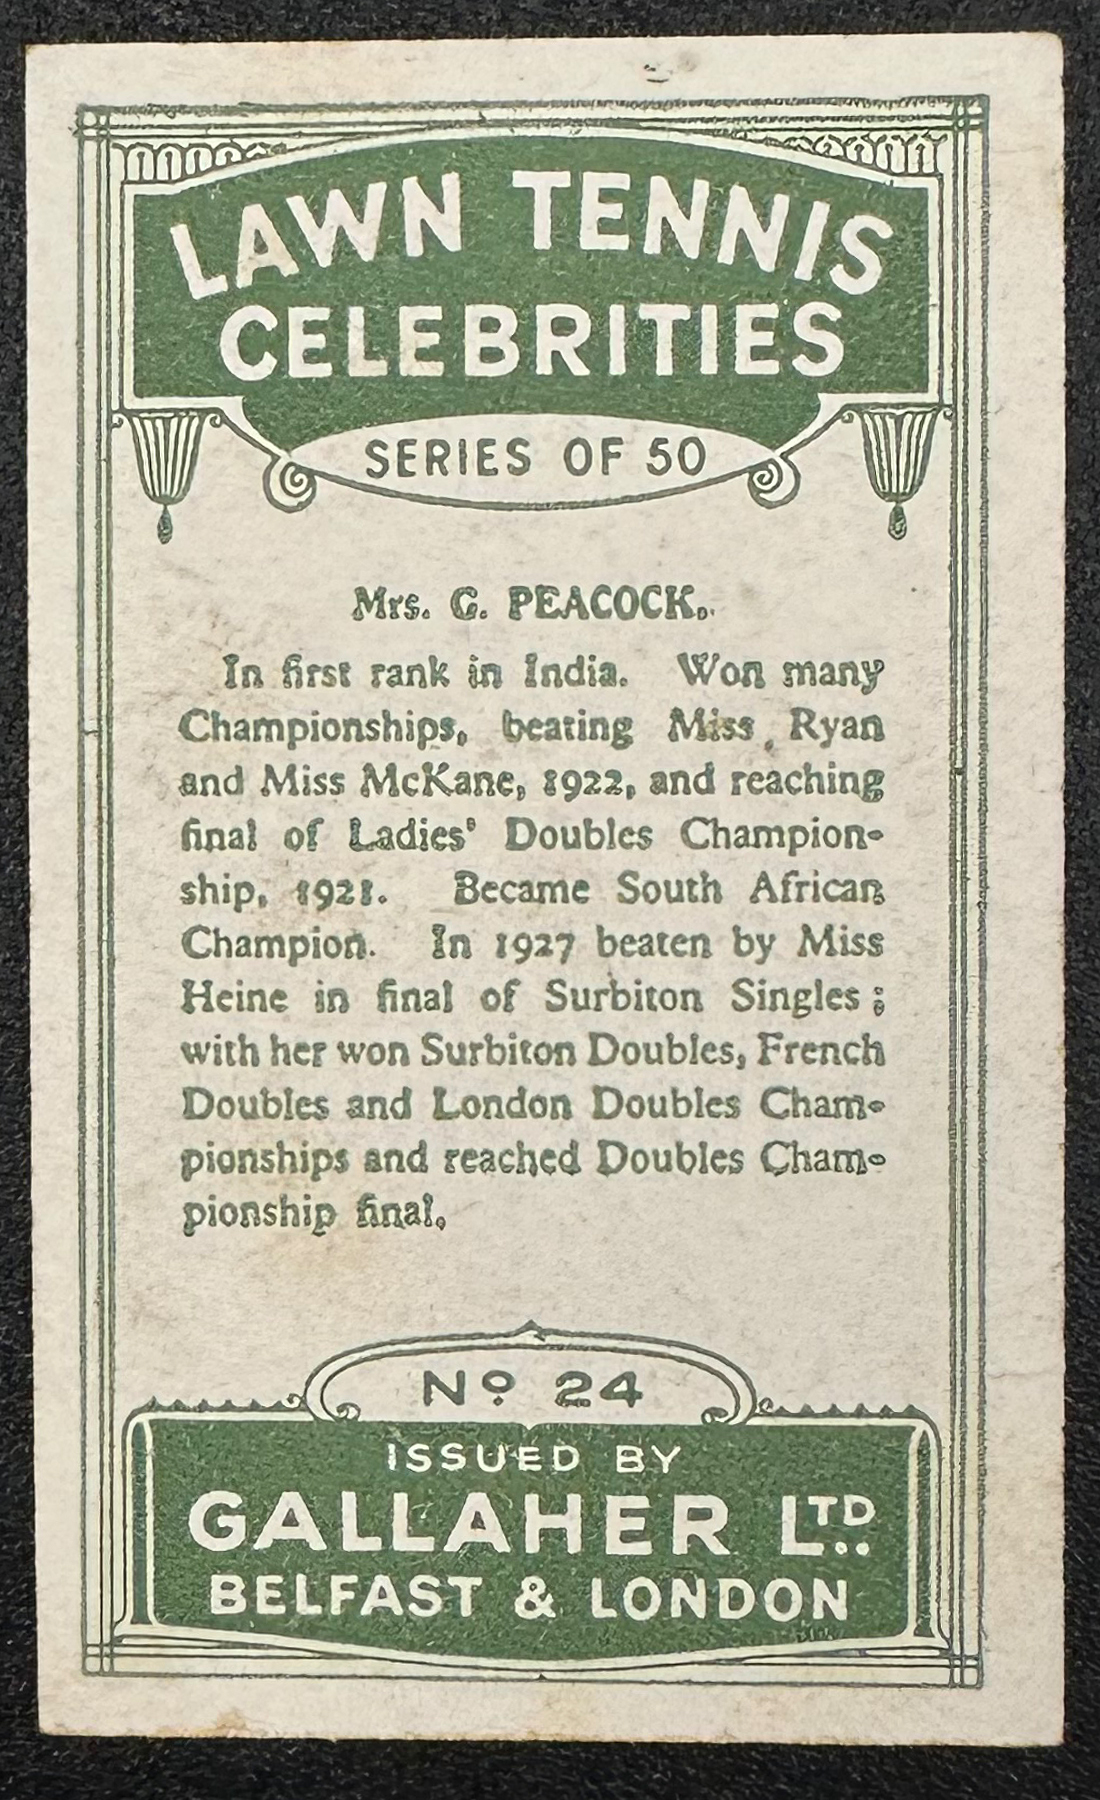 LAWN TENNIS
CELEBRITIES
SERIES OF 50
Mrs. G. PEACOCK.
In first rank in India. Won many
Championships, beating Miss Ryan
and Miss McKane, 1922, and reaching
final of Ladies' Doubles Champion-
ship, 1921. Became South African
Champion. In 1927 beaten by Miss
Heine in final of Surbiton Singles;
with her won Surbiton Doubles, French
Doubles and London Doubles Cham-
pionships and reached Doubles Cham-
pionship final.
Nº 24
ISSUED BY
GALLAHER LTD
BELFAST & LONDON